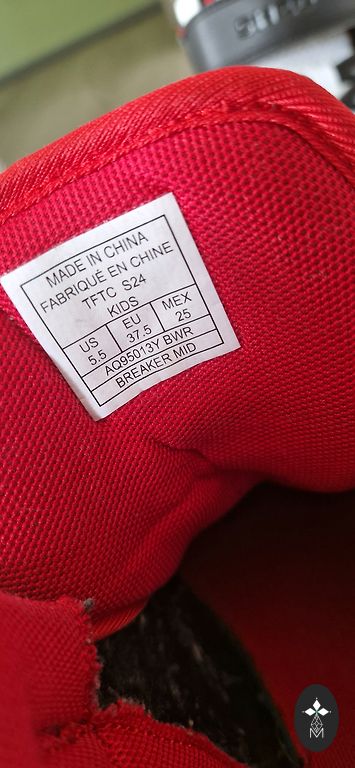 MADE IN CHINA
FABRIQUÉ EN CHINE
TFTC S24
KIDS
US EU MEX
5.5 37.5 25
AQ95013Y BWR
BREAKER MID
M